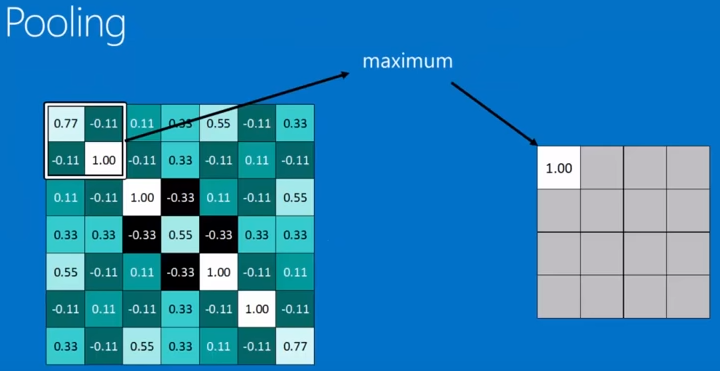 Pooling
maximum
0.77 -0.11 0.11 0.33 0.55 -0.11 0.33
-0.11 1.00 -0.11 0.33 -0.11 0.11 -0.11
0.11 -0.11 1.00 -0.33 0.11 -0.11 0.55
0.33 0.33 -0.33 0.55 -0.33 0.33 0.33
0.55 -0.11 0.11 -0.33 1.00 -0.11 0.11
-0.11 0.11 -0.11 0.33 -0.11 1.00 -0.11
0.33 -0.11 0.55 0.33 0.11 -0.11 0.77
1.00